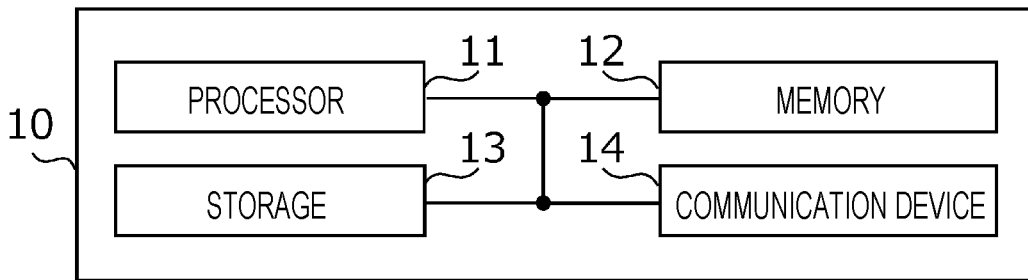 11
12
PROCESSOR
MEMORY
10
13
14
STORAGE
COMMUNICATION DEVICE